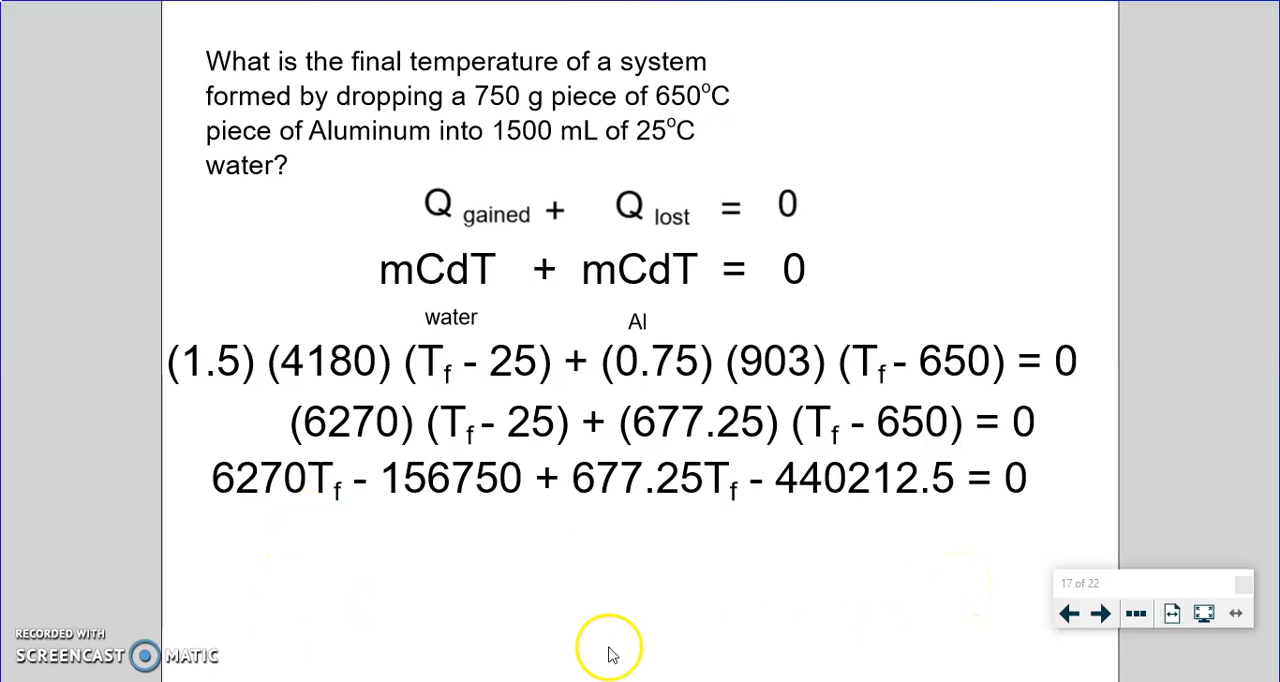 What is the final temperature of a system
formed by dropping a 750 g piece of 650°C
piece of Aluminum into 1500 mL of 25°C
water?
Q gained + Q lost = 0
mCdT + mCdT = 0
water Al
(1.5) (4180) (Tf - 25) + (0.75) (903) (Tf - 650) = 0
(6270) (Tf - 25) + (677.25) (Tf - 650) = 0
6270Tf - 156750 + 677.25Tf - 440212.5 = 0
17 of 22
RECORDED WITH
SCREENCAST MATIC